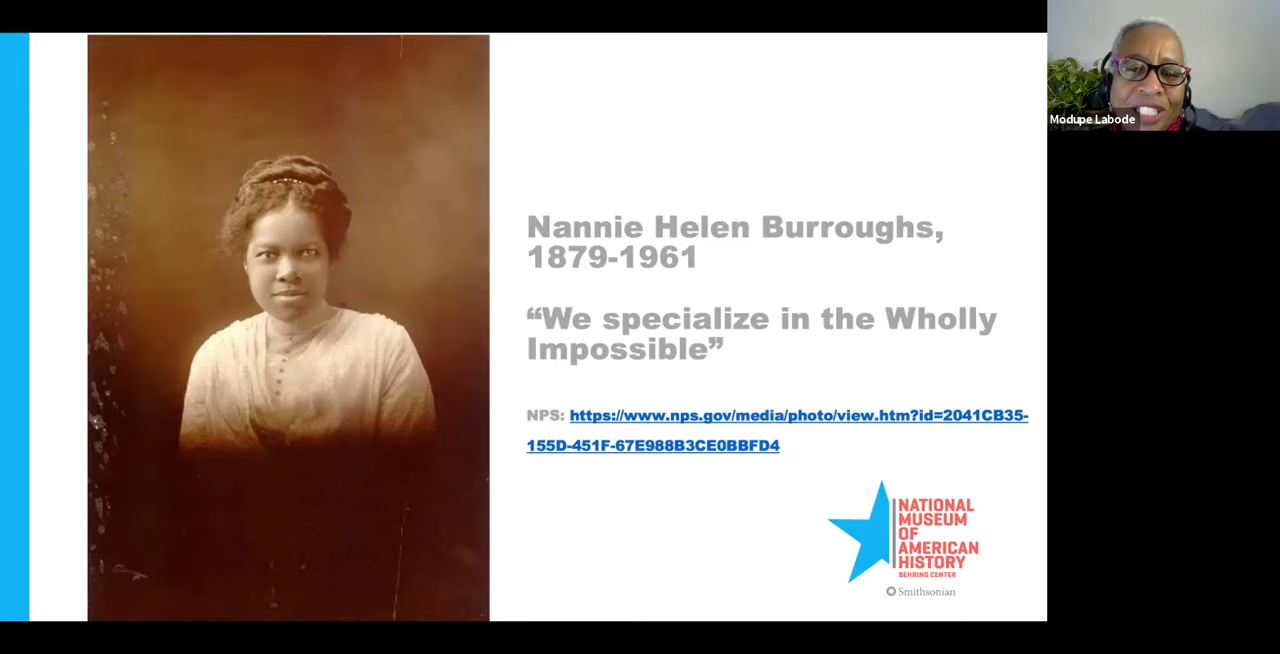 Nannie Helen Burroughs,
1879-1961
“We specialize in the Wholly
Impossible”
NPS: https://www.nps.gov/media/photo/view.htm?id=2041CB35-
155D-451F-67E988B3CE0BBFD4
NATIONAL
MUSEUM
OF
AMERICAN
HISTORY
BEHRING CENTER
Smithsonian
Modupe Labode